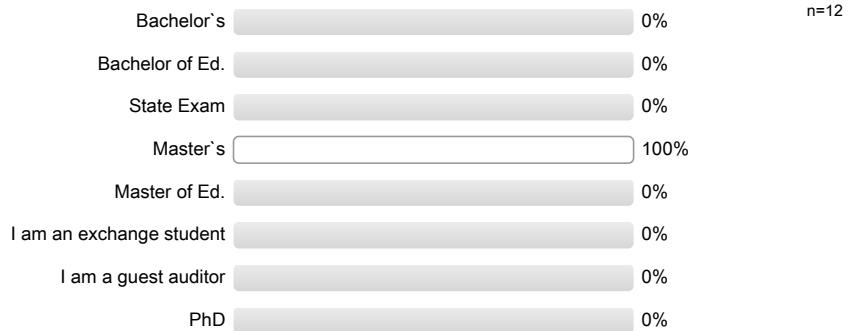 Bachelor`s 0% n=12
Bachelor of Ed. 0%
State Exam 0%
Master`s 100%
Master of Ed. 0%
I am an exchange student 0%
I am a guest auditor 0%
PhD 0%